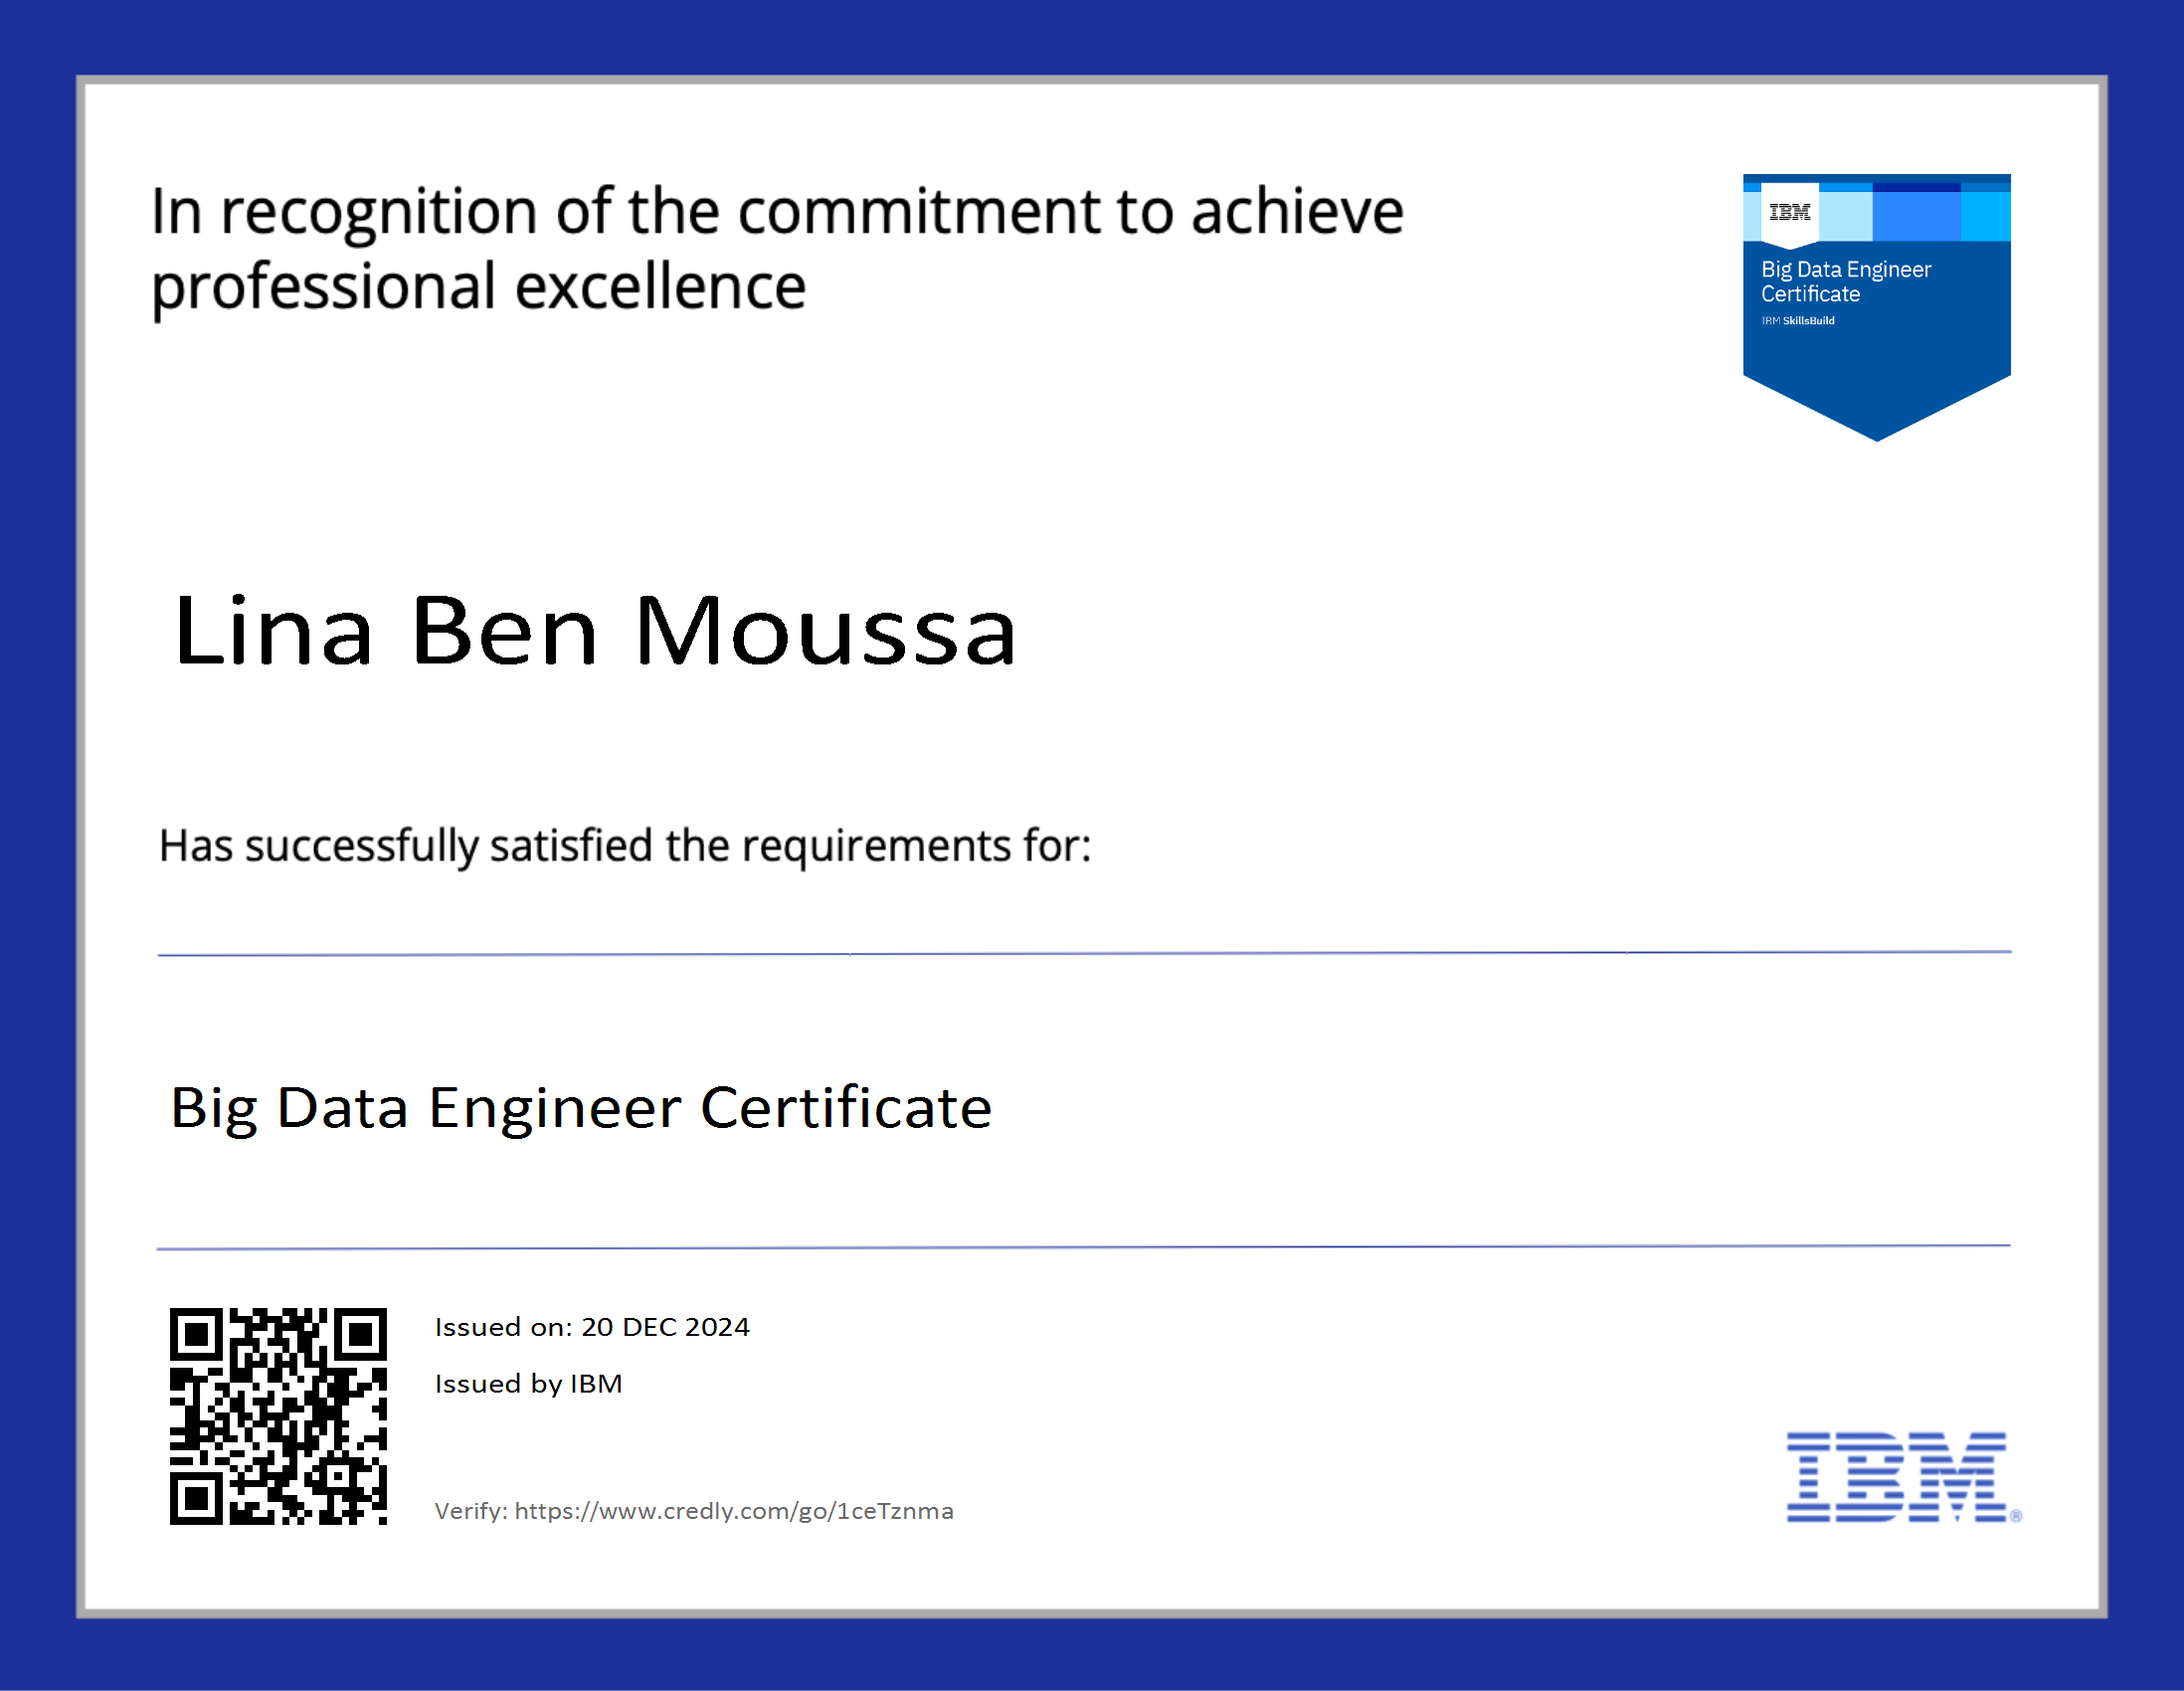 In recognition of the commitment to achieve
professional excellence
IBM
Big Data Engineer
Certificate
IBM SkillsBuild
Lina Ben Moussa
Has successfully satisfied the requirements for:
Big Data Engineer Certificate
Issued on: 20 DEC 2024
Issued by IBM
Verify: https://www.credly.com/go/1ceTznma
IBM®